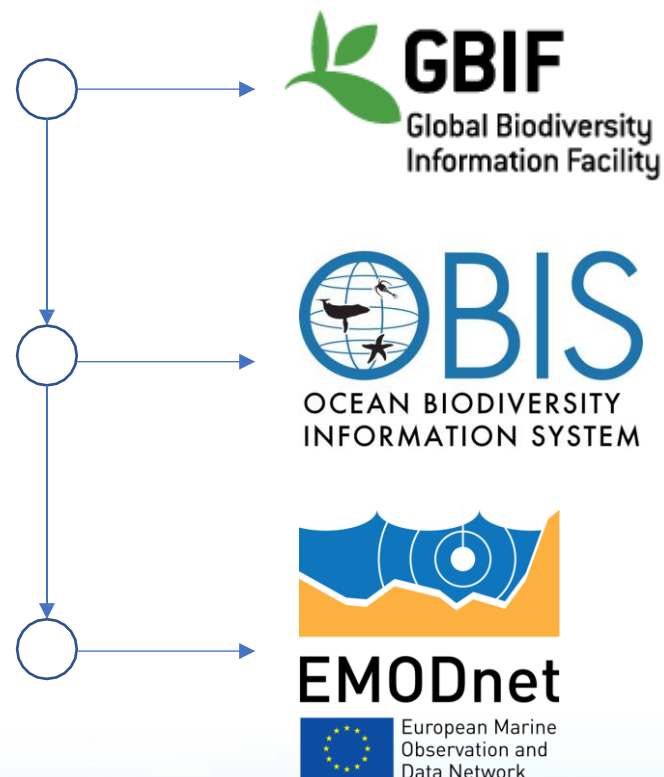 GBIF
Global Biodiversity
Information Facility
OBIS
OCEAN BIODIVERSITY
INFORMATION SYSTEM
EMODnet
European Marine
Observation and
Data Network